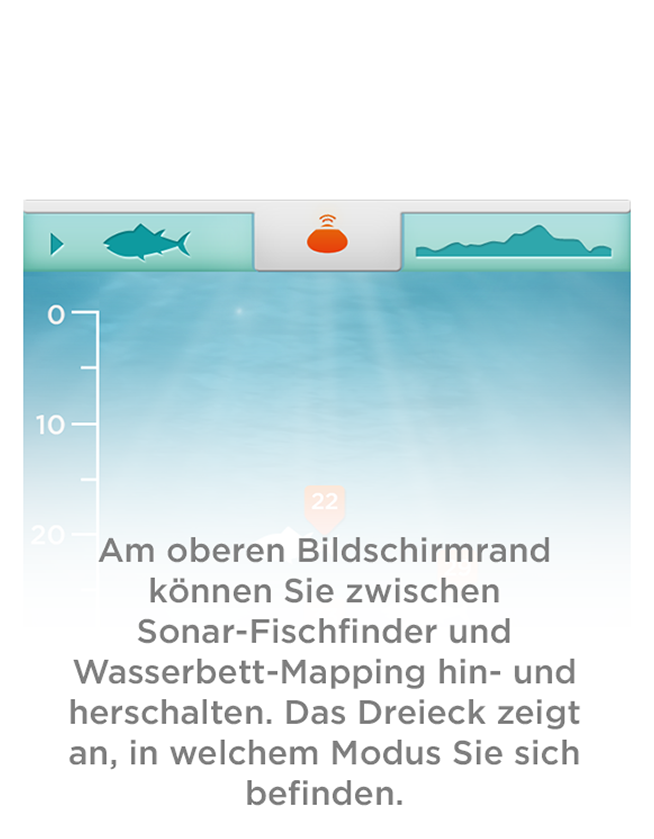 0
10
22
20
Am oberen Bildschirmrand
können Sie zwischen
Sonar-Fischfinder und
Wasserbett-Mapping hin- und
herschalten. Das Dreieck zeigt
an, in welchem Modus Sie sich
befinden.